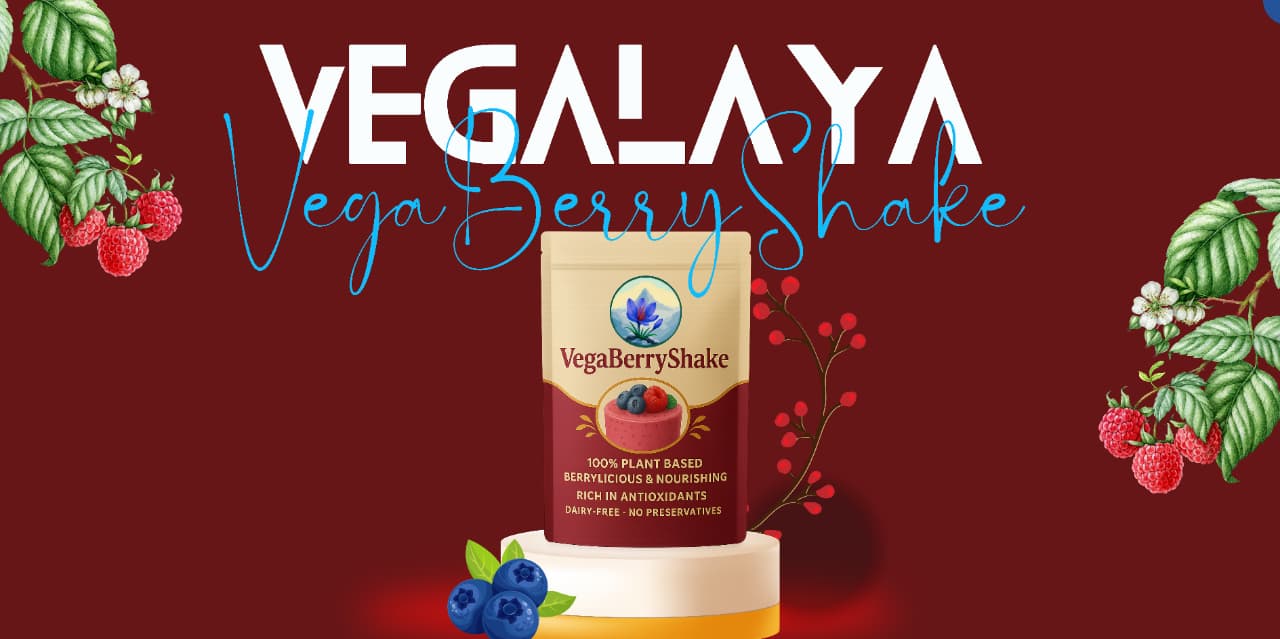 VEGALAYA
VegaBerryShake
VegaBerryShake
100% PLANT BASED
BERRYLICIOUS & NOURISHING
RICH IN ANTIOXIDANTS
DAIRY-FREE - NO PRESERVATIVES